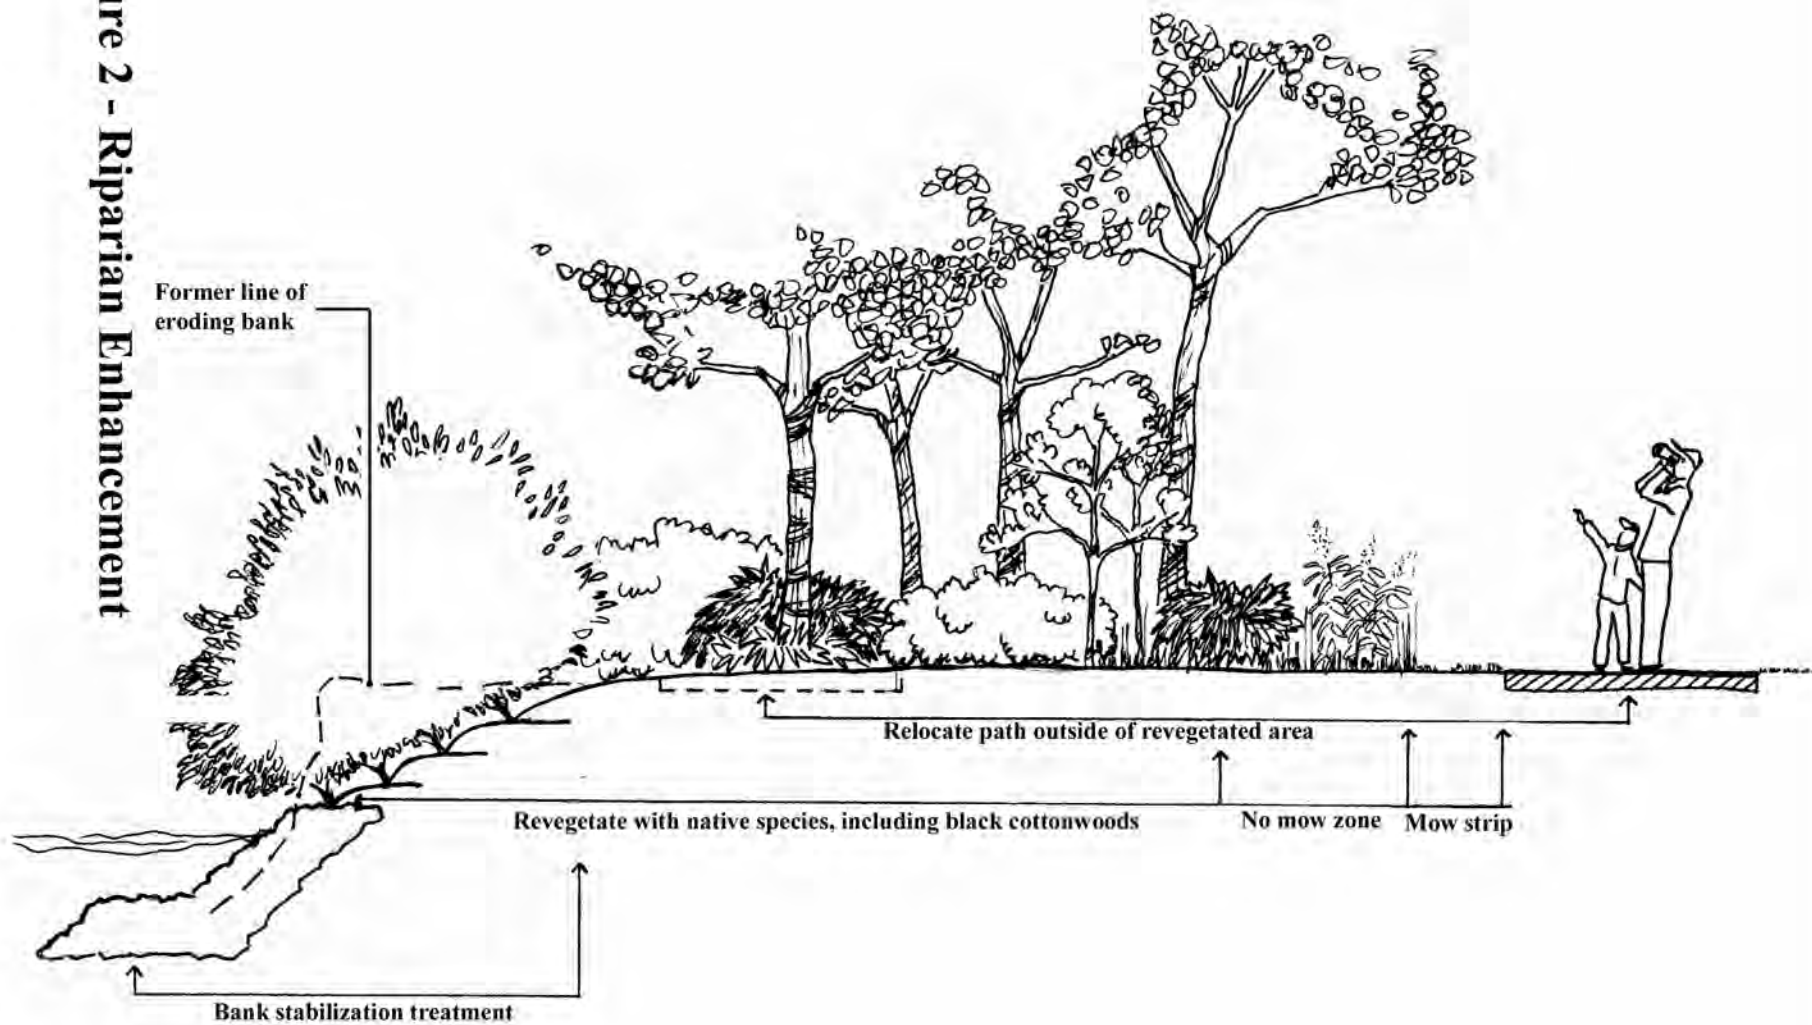 ure 2 - Riparian Enhancement
Former line of
eroding bank
Relocate path outside of revegetated area
Revegetate with native species, including black cottonwoods
No mow zone
Mow strip
Bank stabilization treatment